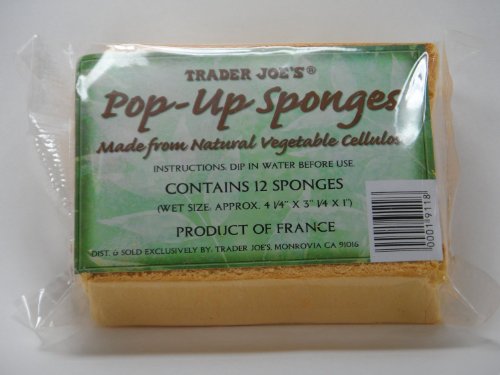 TRADER JOE'S®
Pop-Up Sponges
Made from Natural Vegetable Cellulos
INSTRUCTIONS. DIP IN WATER BEFORE USE.
CONTAINS 12 SPONGES
(WET SIZE. APPROX. 4 1/4" X 3" 1/4 X 1")
PRODUCT OF FRANCE
DIST. & SOLD EXCLUSIVELY BY: TRADER JOE'S, MONROVIA CA 91016
00019118